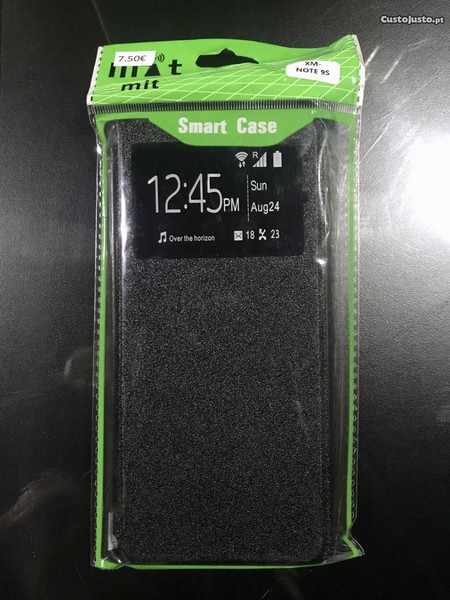 CustoJusto.pt
7.50€
mit
mit
XM-
NOTE 9S
Smart Case
R
12:45PM
Sun
Aug24
Over the horizon
18
23